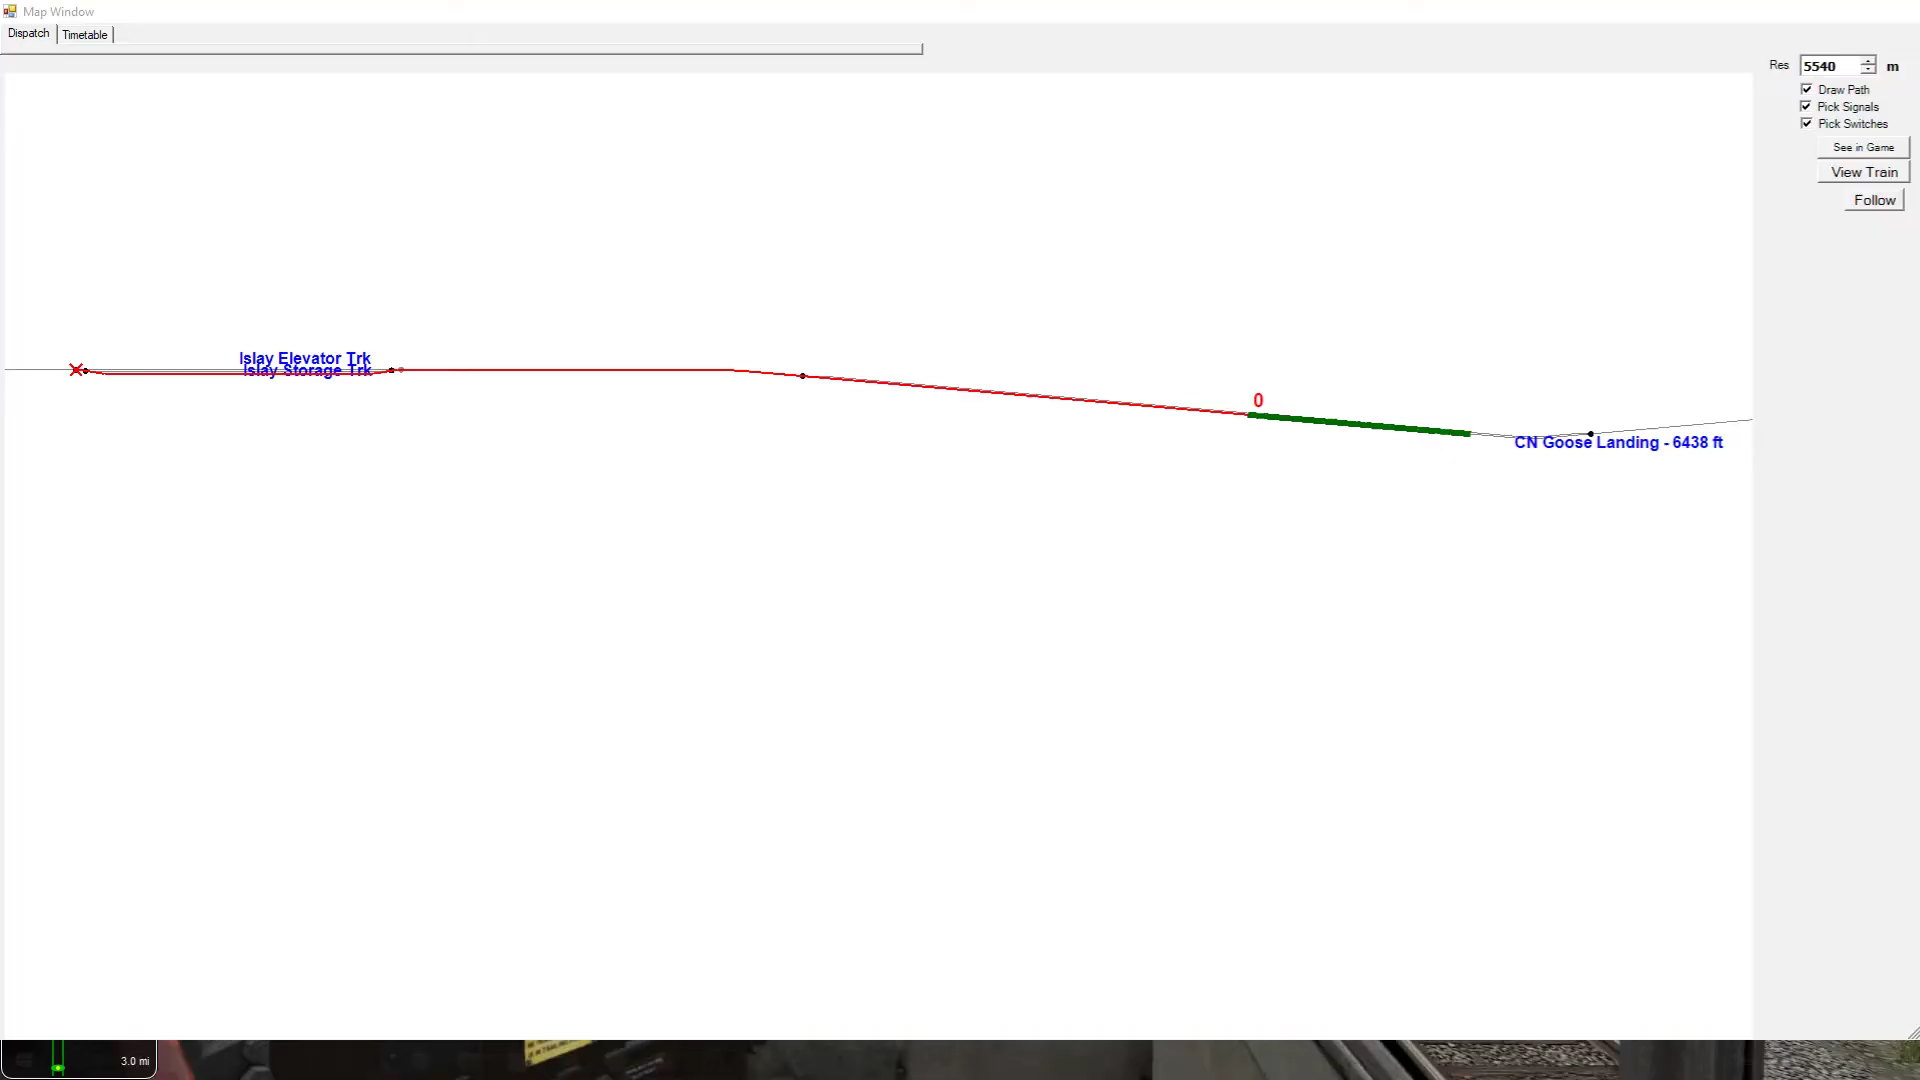 Map Window
Dispatch
Timetable
Res 5540 m
Draw Path
Pick Signals
Pick Switches
See in Game
View Train
Follow
Islay Elevator Trk
Islay Storage Trk
0
CN Goose Landing - 6438 ft
3.0 mi